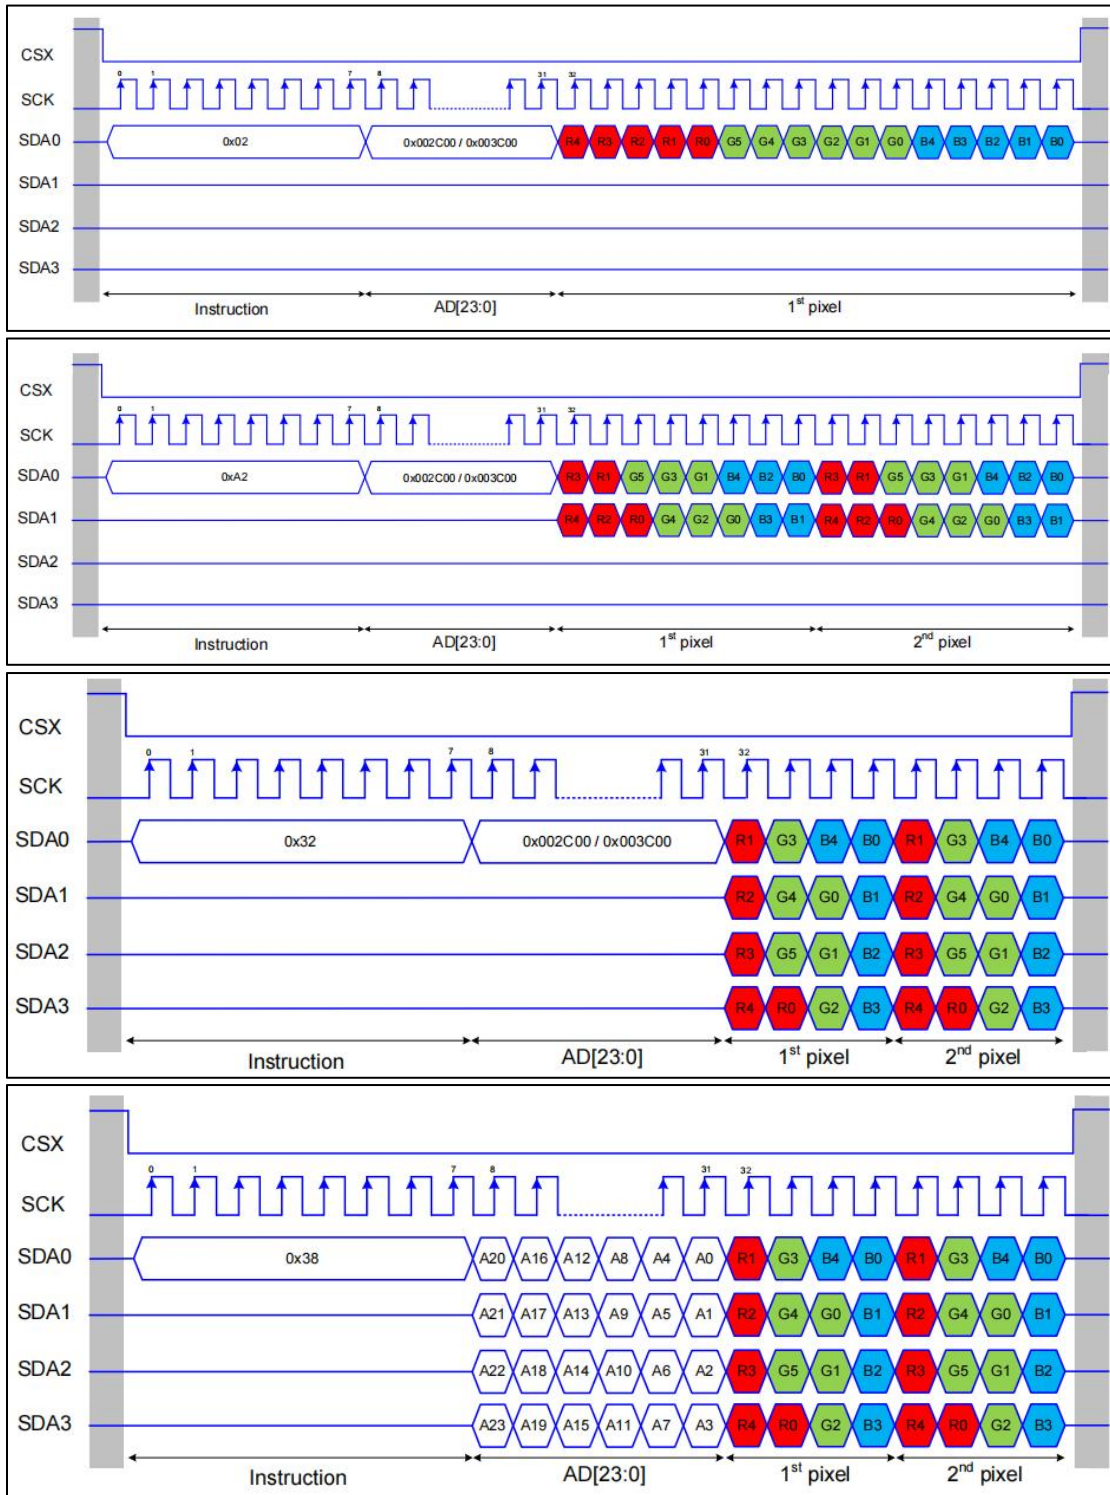 CSX
0 1 7 8 31 32
SCK
SDA0 0x02 0x002C00 / 0x003C00 R4 R3 R2 R1 R0 G5 G4 G3 G2 G1 G0 B4 B3 B2 B1 B0
SDA1
SDA2
SDA3
Instruction AD[23:0] 1st pixel
CSX
0 1 7 8 31 32
SCK
SDA0 0xA2 0x002C00 / 0x003C00 R3 R1 G5 G3 G1 B4 B2 B0 R3 R1 G5 G3 G1 B4 B2 B0
SDA1 R4 R2 R0 G4 G2 G0 B3 B1 R4 R2 R0 G4 G2 G0 B3 B1
SDA2
SDA3
Instruction AD[23:0] 1st pixel 2nd pixel
CSX
0 1 7 8 31 32
SCK
SDA0 0x32 0x002C00 / 0x003C00 R1 G3 B4 B0 R1 G3 B4 B0
SDA1 R2 G4 G0 B1 R2 G4 G0 B1
SDA2 R3 G5 G1 B2 R3 G5 G1 B2
SDA3 R4 R0 G2 B3 R4 R0 G2 B3
Instruction AD[23:0] 1st pixel 2nd pixel
CSX
0 1 7 8 31 32
SCK
SDA0 0x38 A20 A16 A12 A8 A4 A0 R1 G3 B4 B0 R1 G3 B4 B0
SDA1 A21 A17 A13 A9 A5 A1 R2 G4 G0 B1 R2 G4 G0 B1
SDA2 A22 A18 A14 A10 A6 A2 R3 G5 G1 B2 R3 G5 G1 B2
SDA3 A23 A19 A15 A11 A7 A3 R4 R0 G2 B3 R4 R0 G2 B3
Instruction AD[23:0] 1st pixel 2nd pixel